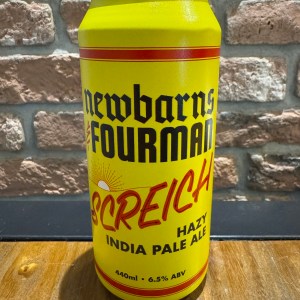 newbarns
FOURMAN
SCREICH
HAZY
INDIA PALE ALE
440ml • 6.5% ABV